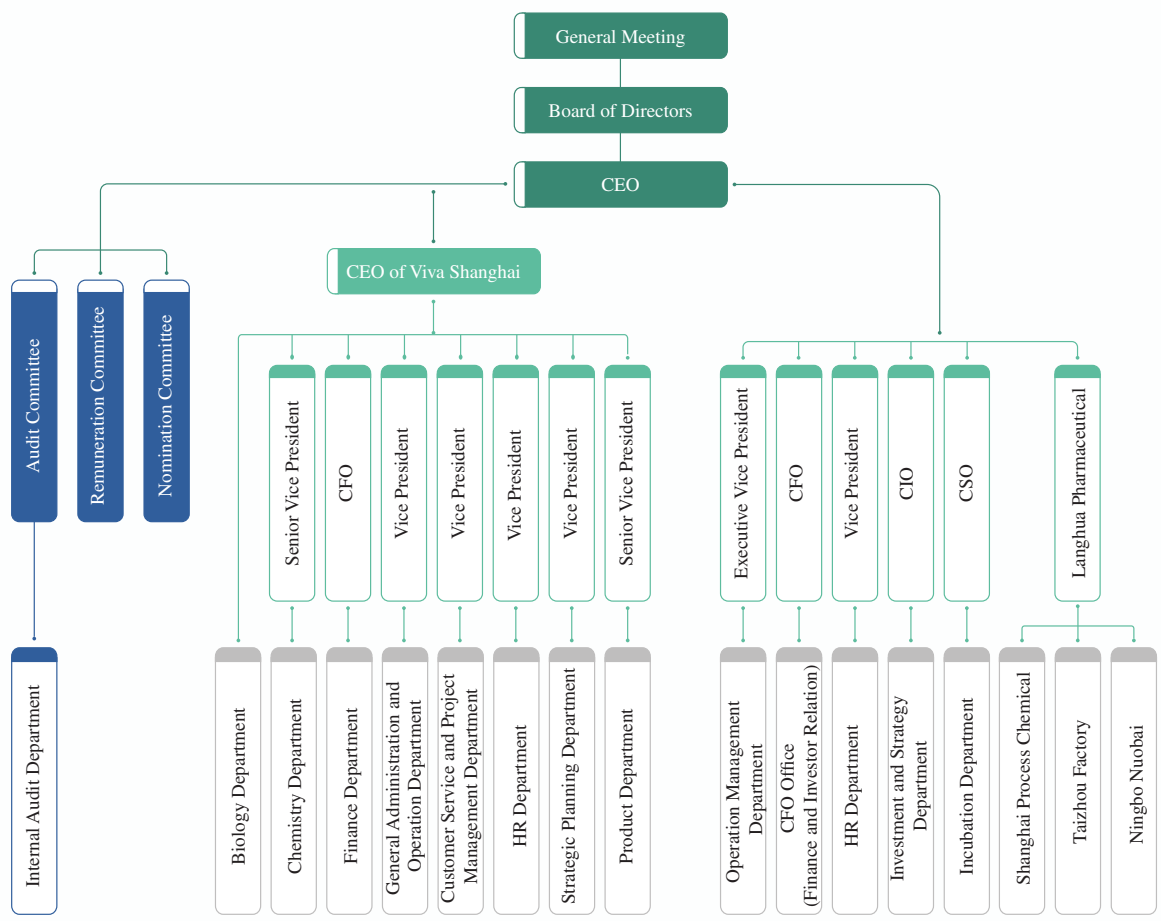 General Meeting
Board of Directors
CEO
CEO of Viva Shanghai
Audit Committee
Remuneration Committee
Nomination Committee
Senior Vice President
CFO
Vice President
Vice President
Vice President
Vice President
Senior Vice President
Executive Vice President
CFO
Vice President
CIO
CSO
Langhua Pharmaceutical
Internal Audit Department
Biology Department
Chemistry Department
Finance Department
General Administration and
Operation Department
Customer Service and Project
Management Department
HR Department
Strategic Planning Department
Product Department
Operation Management
Department
CFO Office
(Finance and Investor Relation)
HR Department
Investment and Strategy
Department
Incubation Department
Shanghai Process Chemical
Taizhou Factory
Ningbo Nuobai